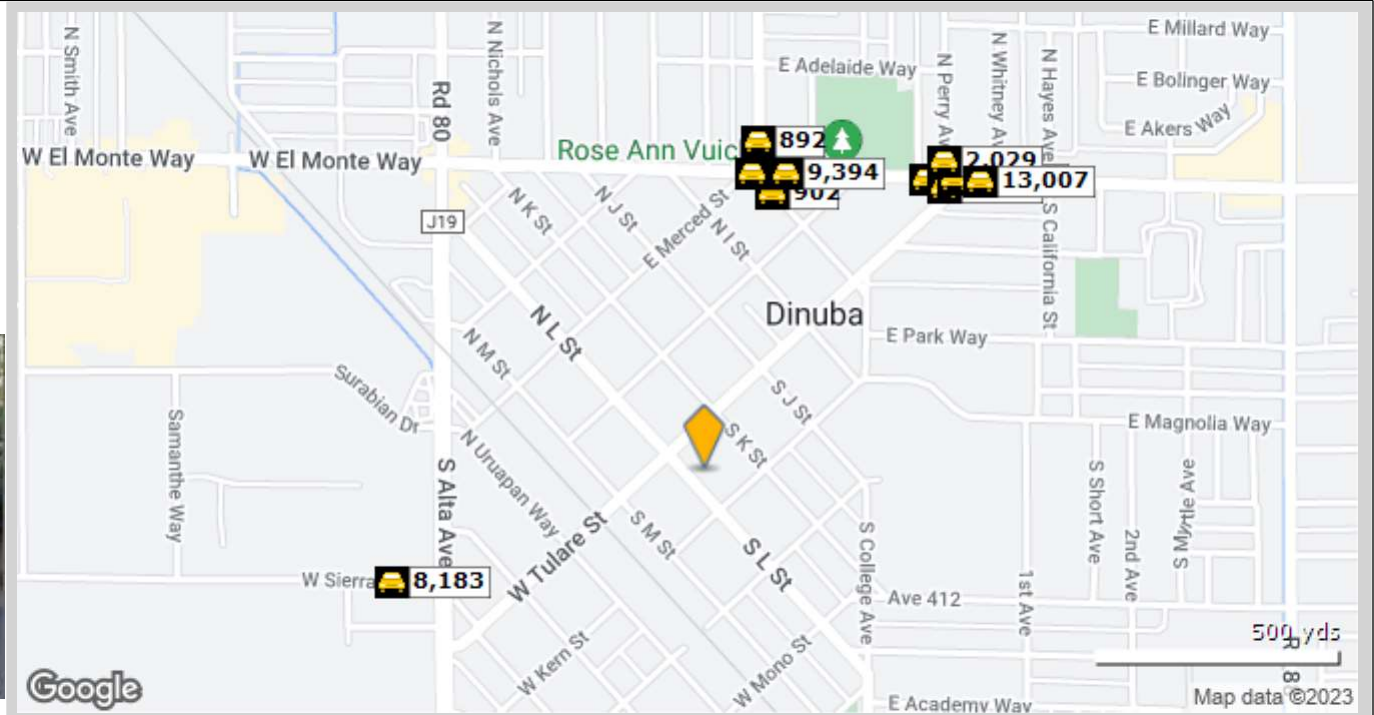 E Millard Way
N Smith Ave
N Nichols Ave
N Whitney Av
N Perry Av
N Hayes Ave
E Adelaide Way
E Bolinger Way
Rd 80
E Akers Way
892
Rose Ann Vuic
W El Monte Way
W El Monte Way
2,029
9,394
13,007
902
J19
N K St
N J St
E Merced St
N I St
S California St
N L St
Dinuba
E Park Way
N M St
Surabian Dr
S J St
Samanthe Way
S K St
E Magnolia Way
N Uruapan Way
S Alta Ave
S Short Ave
S Myrtle Ave
S M St
W Tulare St
S L St
S College Ave
2nd Ave
1st Ave
W Sierra
8,183
Ave 412
500 yds
W Kern St
W Mono St
Google
E Academy Way
Map data ©2023